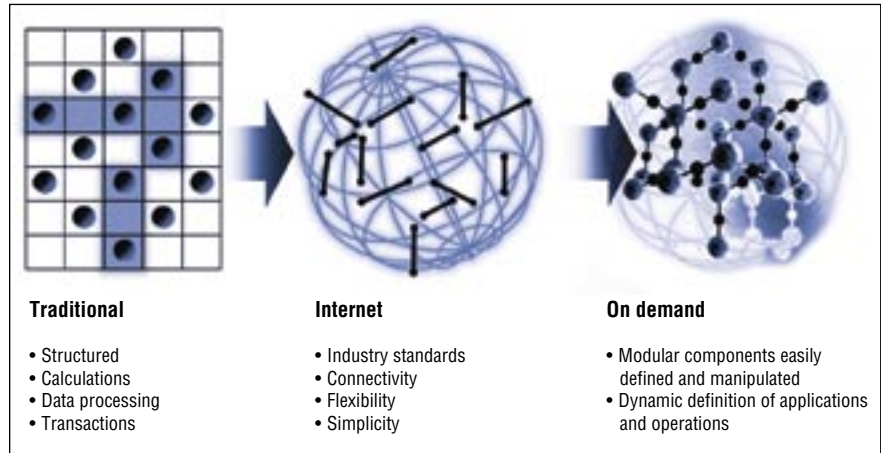 Traditional
• Structured
• Calculations
• Data processing
• Transactions
Internet
• Industry standards
• Connectivity
• Flexibility
• Simplicity
On demand
• Modular components easily
defined and manipulated
• Dynamic definition of applications
and operations